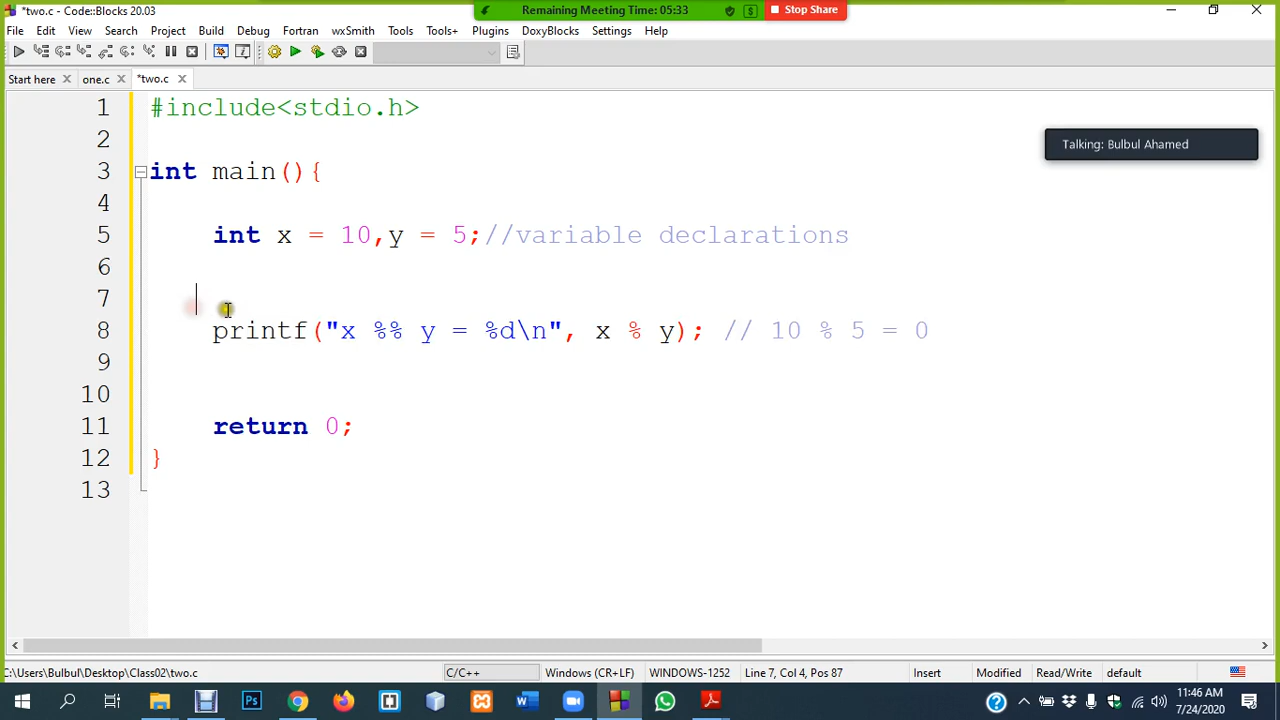 *two.c - Code::Blocks 20.03
Remaining Meeting Time: 05:33
Stop Share
File Edit View Search Project Build Debug Fortran wxSmith Tools Tools+ Plugins DoxyBlocks Settings Help
Start here one.c *two.c
Talking: Bulbul Ahamed
1 #include<stdio.h>
2
3 int main(){
4
5 int x = 10,y = 5;//variable declarations
6
7
8 printf("x %% y = %d\n", x % y); // 10 % 5 = 0
9
10
11 return 0;
12 }
13
C:\Users\Bulbul\Desktop\Class02\two.c C/C++ Windows (CR+LF) WINDOWS-1252 Line 7, Col 4, Pos 87 Insert Modified Read/Write default
11:46 AM
7/24/2020